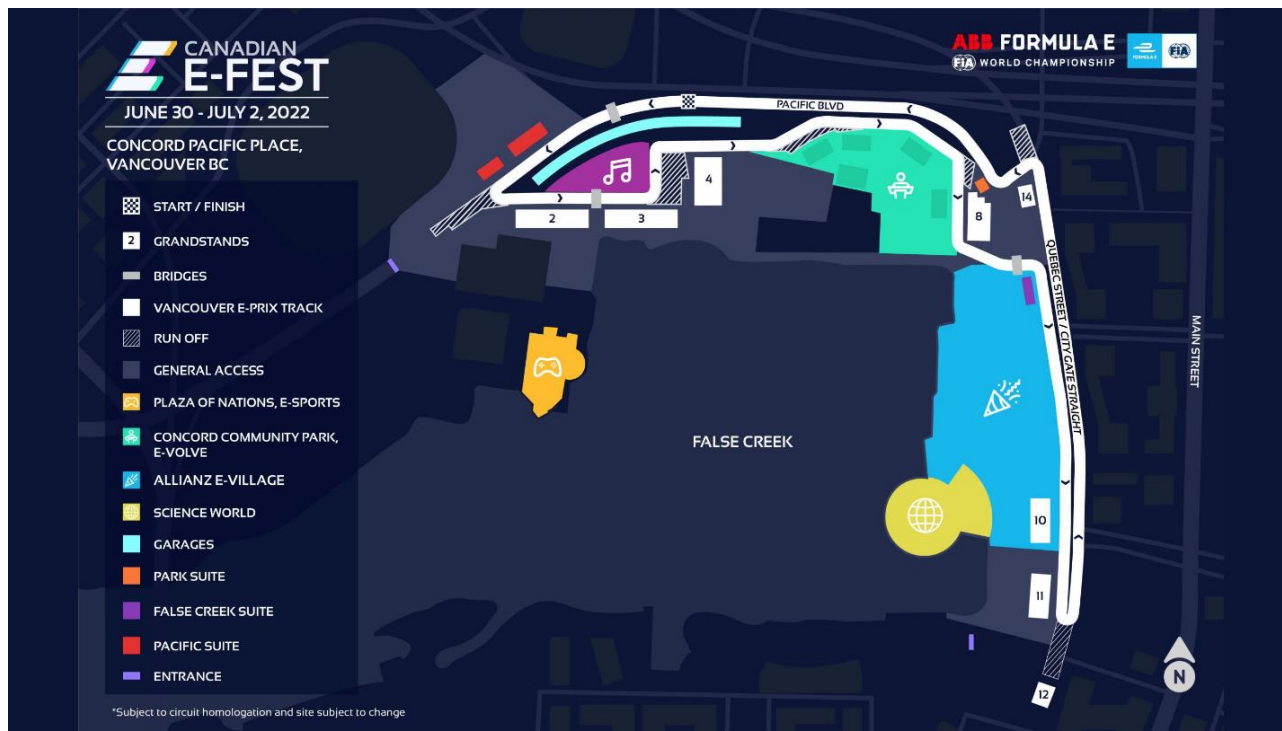 CANADIAN
E-FEST
JUNE 30 - JULY 2, 2022
CONCORD PACIFIC PLACE,
VANCOUVER BC
START / FINISH
2 GRANDSTANDS
BRIDGES
VANCOUVER E-PRIX TRACK
RUN OFF
GENERAL ACCESS
PLAZA OF NATIONS, E-SPORTS
CONCORD COMMUNITY PARK,
E-VOLVE
ALLIANZ E-VILLAGE
SCIENCE WORLD
GARAGES
PARK SUITE
FALSE CREEK SUITE
PACIFIC SUITE
ENTRANCE
*Subject to circuit homologation and site subject to change
ABB FORMULA E
FIA WORLD CHAMPIONSHIP
FORMULA E
FIA
PACIFIC BLVD
2
3
4
8
14
QUEBEC STREET / CITY GATE STRAIGHT
MAIN STREET
FALSE CREEK
10
11
12
N